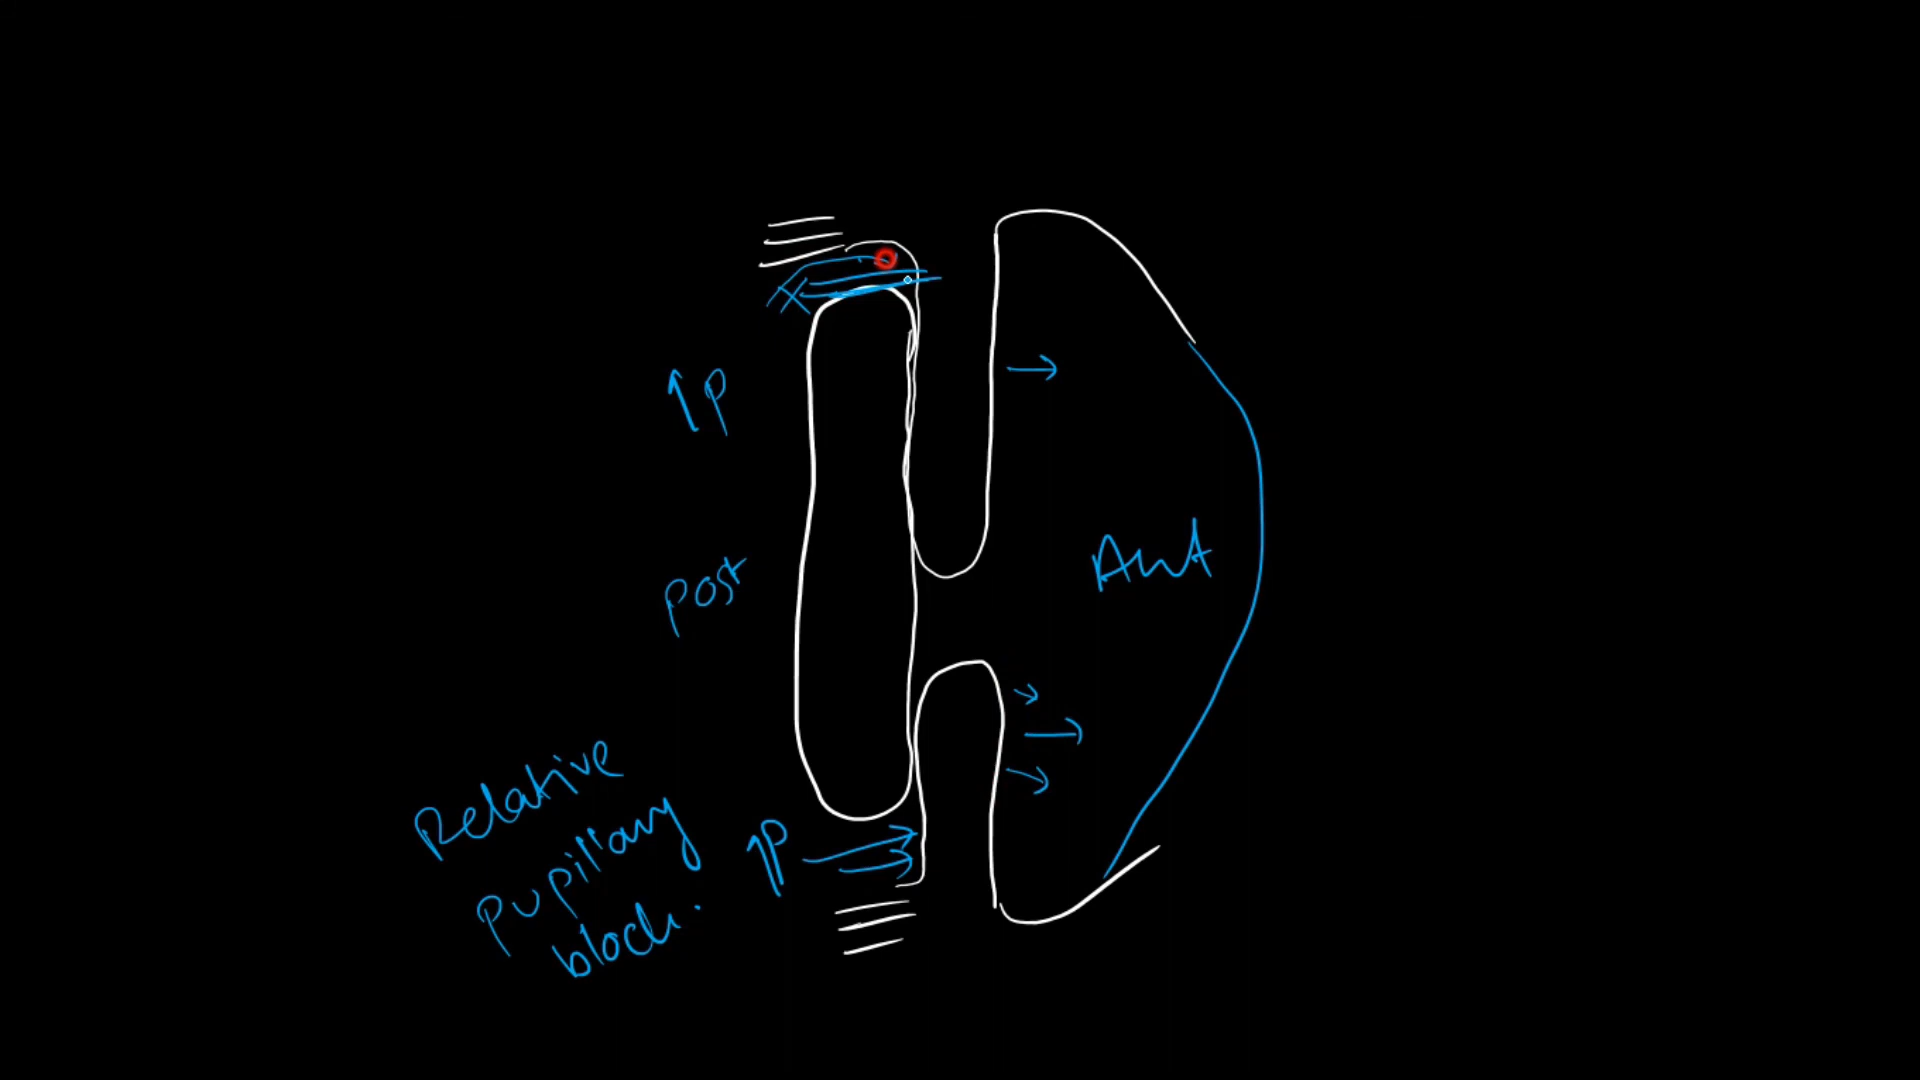 ↑P
post
Ant
Relative
pupillary
block.
↑P